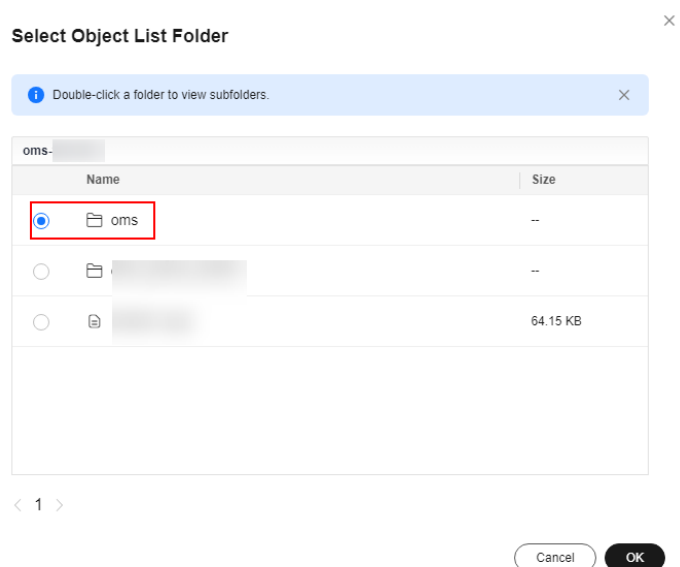 Select Object List Folder
Double-click a folder to view subfolders.
oms-
Name Size
oms --
--
64.15 KB
1
Cancel OK